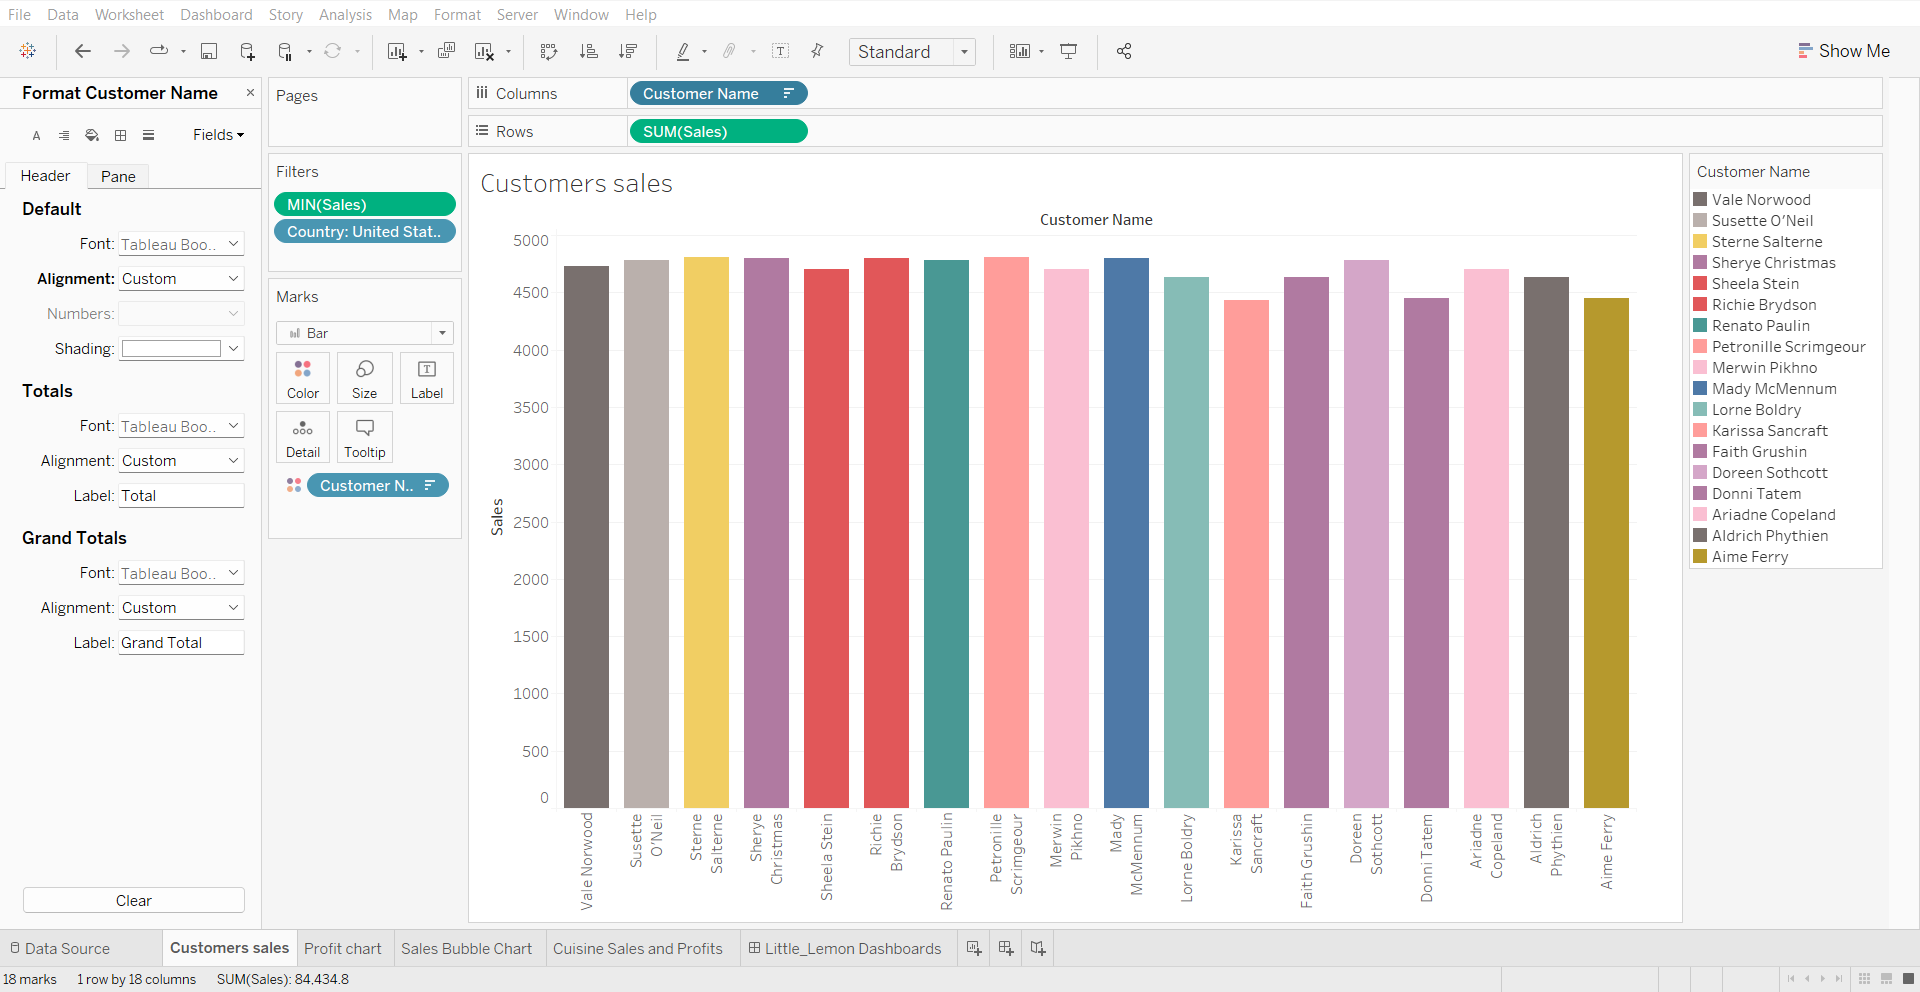 File Data Worksheet Dashboard Story Analysis Map Format Server Window Help
Standard
Show Me
Format Customer Name
Fields
Header Pane
Default
Font: Tableau Boo..
Alignment: Custom
Numbers:
Shading:
Totals
Font: Tableau Boo..
Alignment: Custom
Label: Total
Grand Totals
Font: Tableau Boo..
Alignment: Custom
Label: Grand Total
Clear
Pages
Filters
MIN(Sales)
Country: United Stat..
Marks
Bar
Color Size Label
Detail Tooltip
Customer N..
Columns Customer Name
Rows SUM(Sales)
Customers sales
Customer Name
Sales
5000
4500
4000
3500
3000
2500
2000
1500
1000
500
0
Vale Norwood
Susette
O’Neil
Sterne
Salterne
Sherye
Christmas
Sheela Stein
Richie
Brydson
Renato Paulin
Petronille
Scrimgeour
Merwin
Pikhno
Mady
McMennum
Lorne Boldry
Karissa
Sancraft
Faith Grushin
Doreen
Sothcott
Donni Tatem
Ariadne
Copeland
Aldrich
Phythien
Aime Ferry
Customer Name
Vale Norwood
Susette O’Neil
Sterne Salterne
Sherye Christmas
Sheela Stein
Richie Brydson
Renato Paulin
Petronille Scrimgeour
Merwin Pikhno
Mady McMennum
Lorne Boldry
Karissa Sancraft
Faith Grushin
Doreen Sothcott
Donni Tatem
Ariadne Copeland
Aldrich Phythien
Aime Ferry
Data Source Customers sales Profit chart Sales Bubble Chart Cuisine Sales and Profits Little_Lemon Dashboards
18 marks 1 row by 18 columns SUM(Sales): 84,434.8